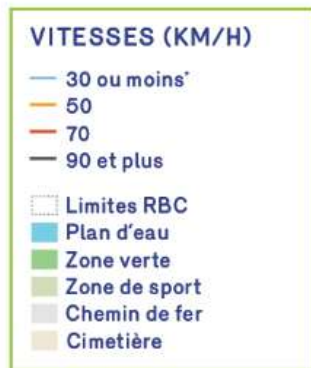 VITESSES (KM/H)
30 ou moins*
50
70
90 et plus
Limites RBC
Plan d'eau
Zone verte
Zone de sport
Chemin de fer
Cimetière